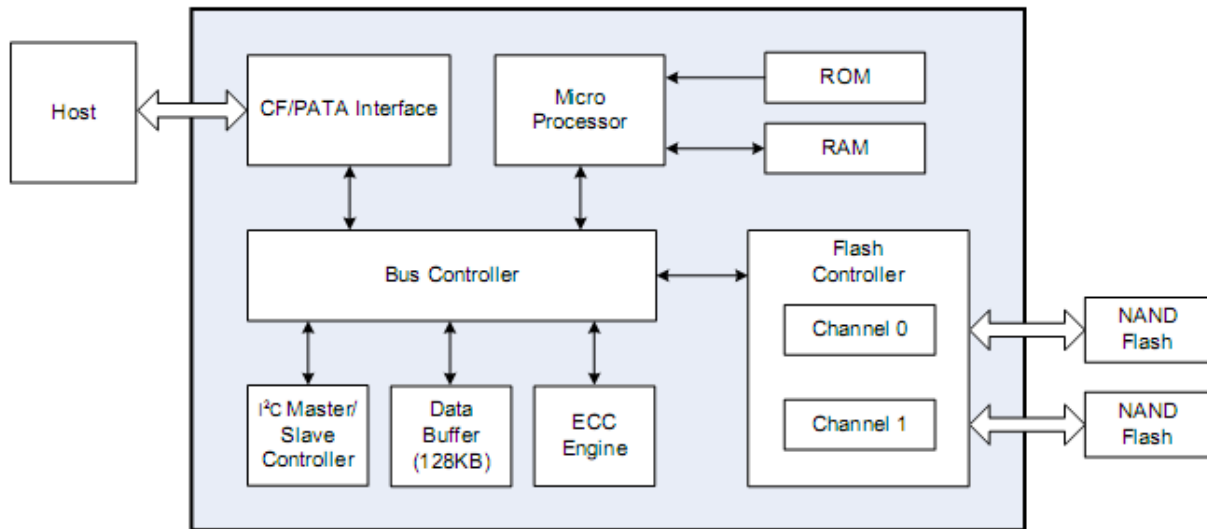 Host
CF/PATA Interface
Micro
Processor
ROM
RAM
Bus Controller
Flash
Controller
Channel 0
Channel 1
NAND
Flash
NAND
Flash
I²C Master/
Slave
Controller
Data
Buffer
(128KB)
ECC
Engine